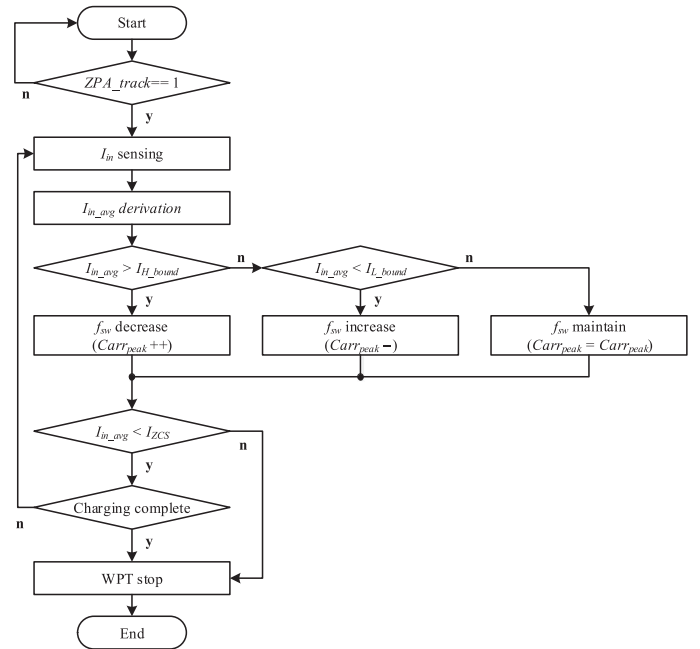 Start
ZPA_track== 1
n
y
I_in sensing
I_in_avg derivation
I_in_avg > I_H_bound
n
I_in_avg < I_L_bound
n
y
y
f_sw decrease
(Carr_peak ++)
f_sw increase
(Carr_peak −)
f_sw maintain
(Carr_peak = Carr_peak)
I_in_avg < I_ZCS
n
y
Charging complete
n
y
WPT stop
End